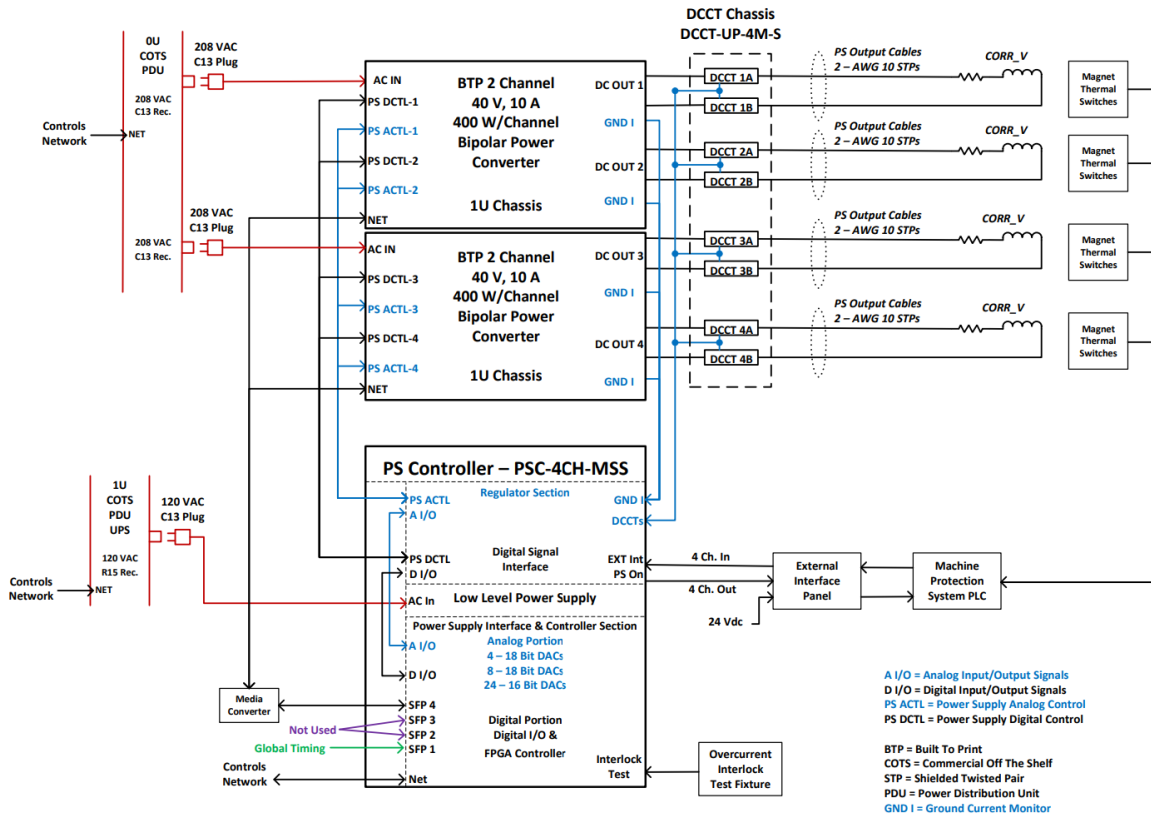 DCCT Chassis
DCCT-UP-4M-S
0U
COTS
PDU
208 VAC
C13 Rec.
NET
Controls
Network
208 VAC
C13 Plug
208 VAC
C13 Plug
208 VAC
C13 Rec.
AC IN
PS DCTL-1
PS ACTL-1
PS DCTL-2
PS ACTL-2
NET
BTP 2 Channel
40 V, 10 A
400 W/Channel
Bipolar Power
Converter
1U Chassis
DC OUT 1
GND I
DC OUT 2
GND I
AC IN
PS DCTL-3
PS ACTL-3
PS DCTL-4
PS ACTL-4
NET
BTP 2 Channel
40 V, 10 A
400 W/Channel
Bipolar Power
Converter
1U Chassis
DC OUT 3
GND I
DC OUT 4
GND I
DCCT 1A
DCCT 1B
DCCT 2A
DCCT 2B
DCCT 3A
DCCT 3B
DCCT 4A
DCCT 4B
PS Output Cables
2 – AWG 10 STPs
CORR_V
Magnet
Thermal
Switches
PS Output Cables
2 – AWG 10 STPs
CORR_V
Magnet
Thermal
Switches
PS Output Cables
2 – AWG 10 STPs
CORR_V
Magnet
Thermal
Switches
PS Output Cables
2 – AWG 10 STPs
CORR_V
Magnet
Thermal
Switches
1U
COTS
PDU
UPS
120 VAC
R15 Rec.
NET
Controls
Network
120 VAC
C13 Plug
PS Controller – PSC-4CH-MSS
Regulator Section
PS ACTL
A I/O
GND I
DCCTs
PS DCTL
D I/O
Digital Signal
Interface
EXT Int
PS On
AC In
Low Level Power Supply
Power Supply Interface & Controller Section
Analog Portion
4 – 18 Bit DACs
8 – 18 Bit DACs
24 – 16 Bit DACs
A I/O
D I/O
SFP 4
SFP 3
SFP 2
SFP 1
Net
Digital Portion
Digital I/O &
FPGA Controller
Interlock
Test
Media
Converter
Not Used
Global Timing
Controls
Network
4 Ch. In
4 Ch. Out
24 Vdc
External
Interface
Panel
Machine
Protection
System PLC
Overcurrent
Interlock
Test Fixture
A I/O = Analog Input/Output Signals
D I/O = Digital Input/Output Signals
PS ACTL = Power Supply Analog Control
PS DCTL = Power Supply Digital Control
BTP = Built To Print
COTS = Commercial Off The Shelf
STP = Shielded Twisted Pair
PDU = Power Distribution Unit
GND I = Ground Current Monitor